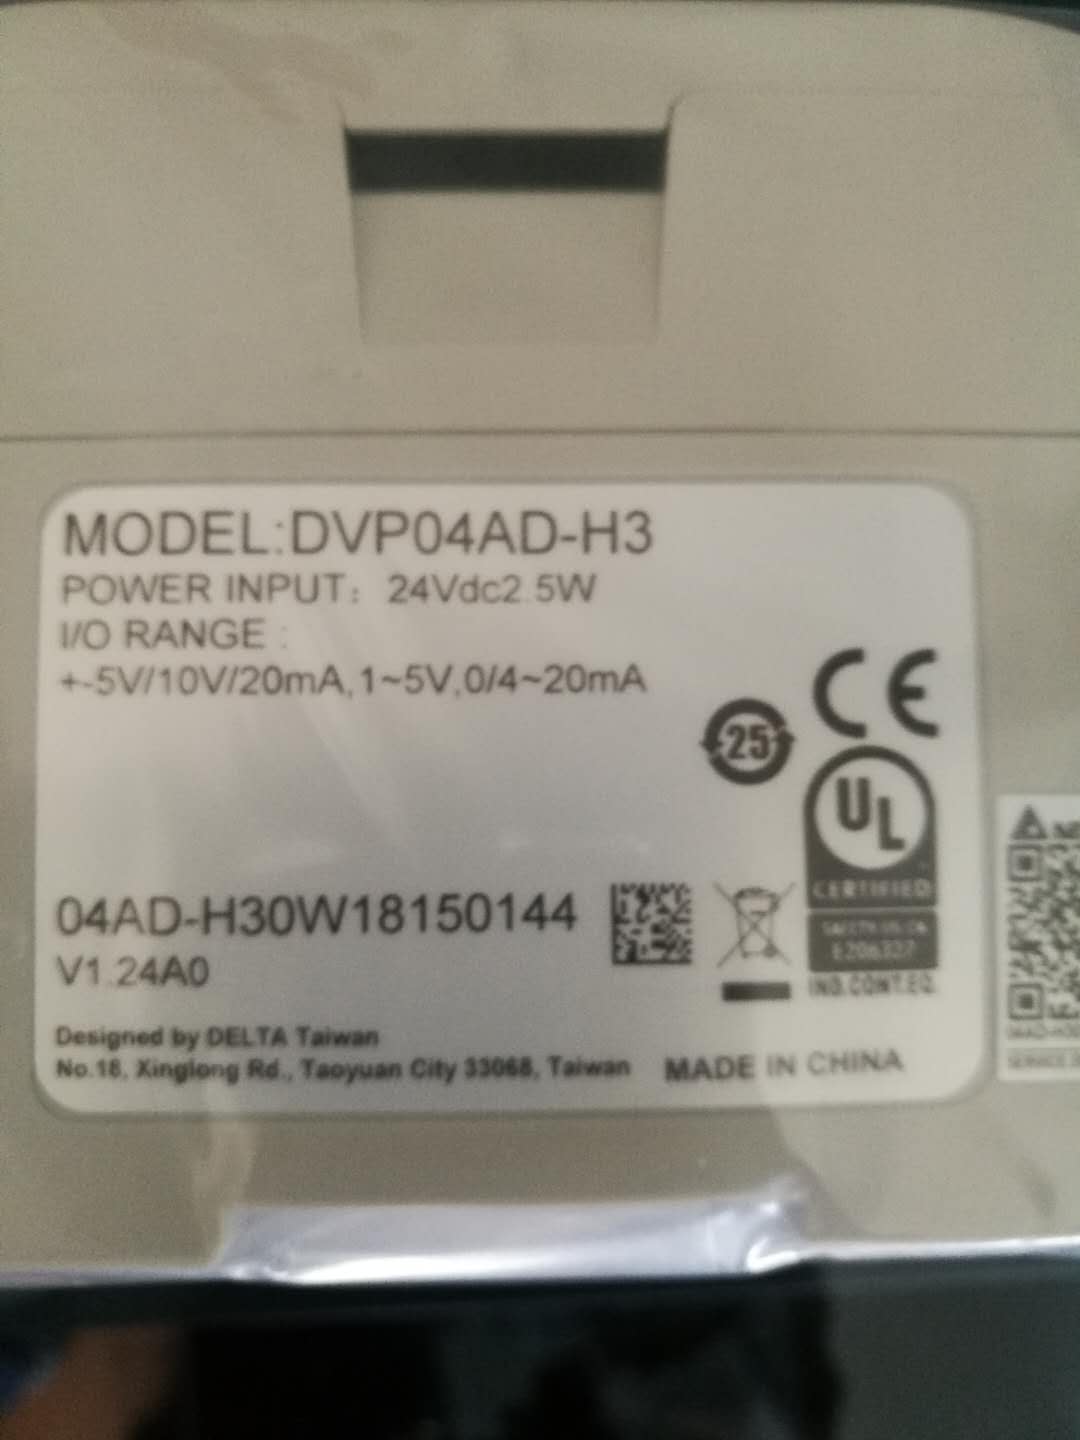 MODEL:DVP04AD-H3
POWER INPUT: 24Vdc2.5W
I/O RANGE :
+-5V/10V/20mA,1~5V,0/4~20mA
CE
25
UL
CERTIFIED
E206327
IND.CONT.EQ.
04AD-H30W18150144
V1.24A0
Designed by DELTA Taiwan
No.18, Xinglong Rd., Taoyuan City 33068, Taiwan
MADE IN CHINA